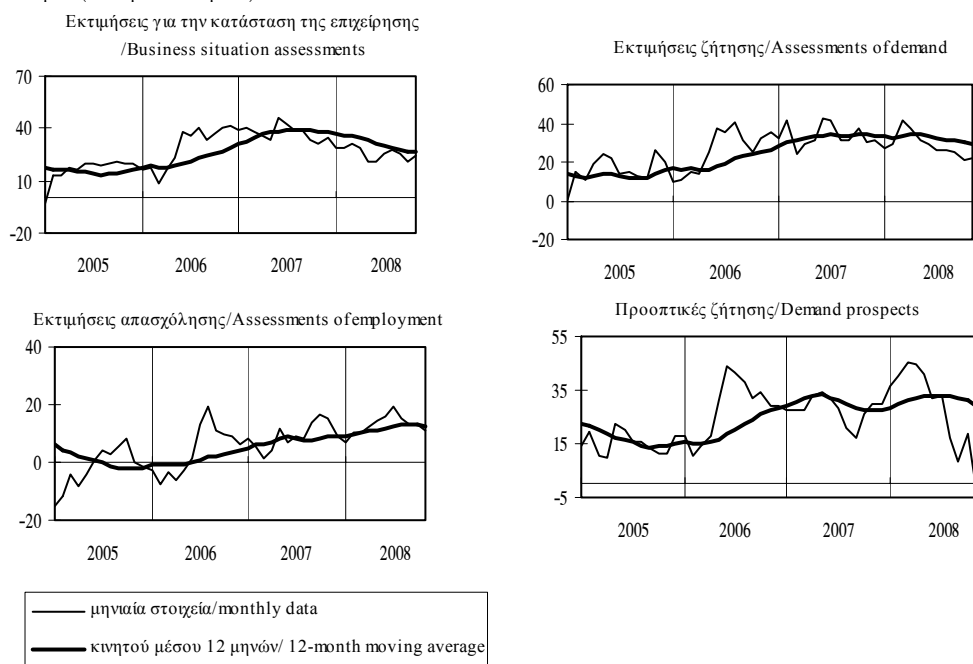 Εκτιμήσεις για την κατάσταση της επιχείρησης
/Business situation assessments
70
40
10
-20
2005 2006 2007 2008
Εκτιμήσεις ζήτησης/Assessments of demand
60
40
20
0
-20
2005 2006 2007 2008
Εκτιμήσεις απασχόλησης/Assessments of employment
40
20
0
-20
2005 2006 2007 2008
Προοπτικές ζήτησης/Demand prospects
55
35
15
-5
2005 2006 2007 2008
μηνιαία στοιχεία/monthly data
κινητού μέσου 12 μηνών/ 12-month moving average